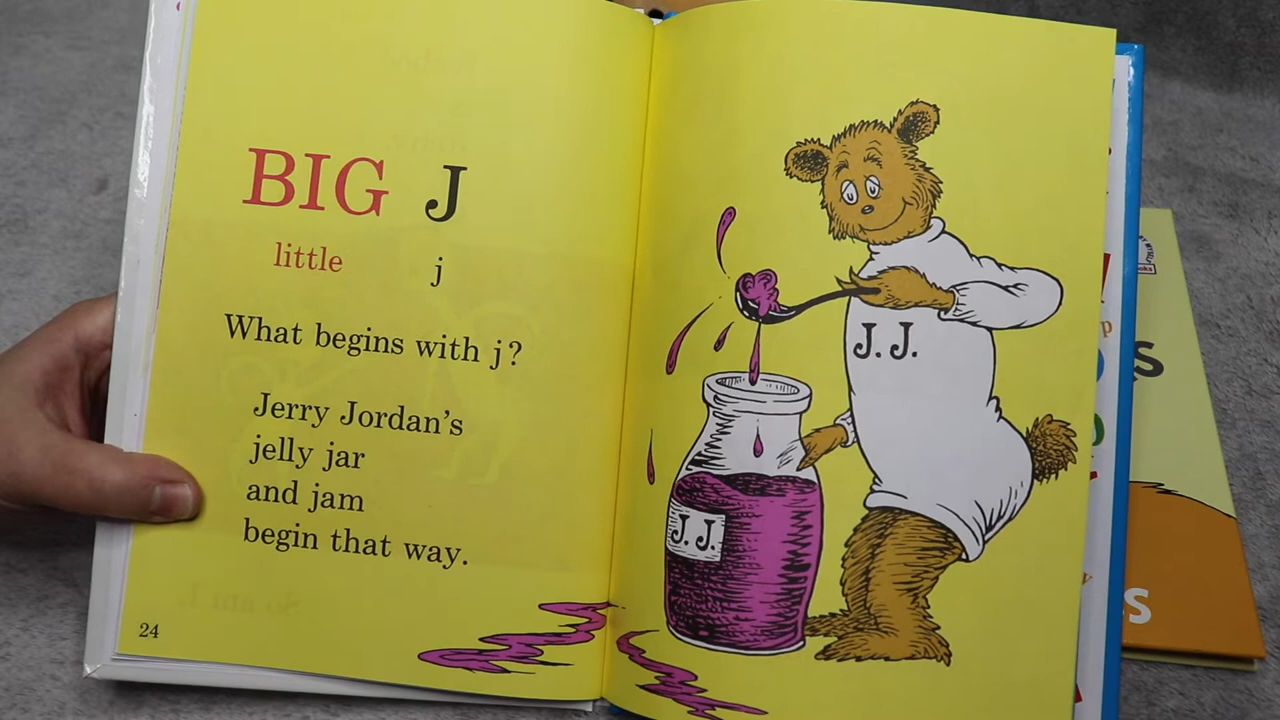 BIG J
little j
What begins with j?
Jerry Jordan's
jelly jar
and jam
begin that way.
24
J. J.
J. J.